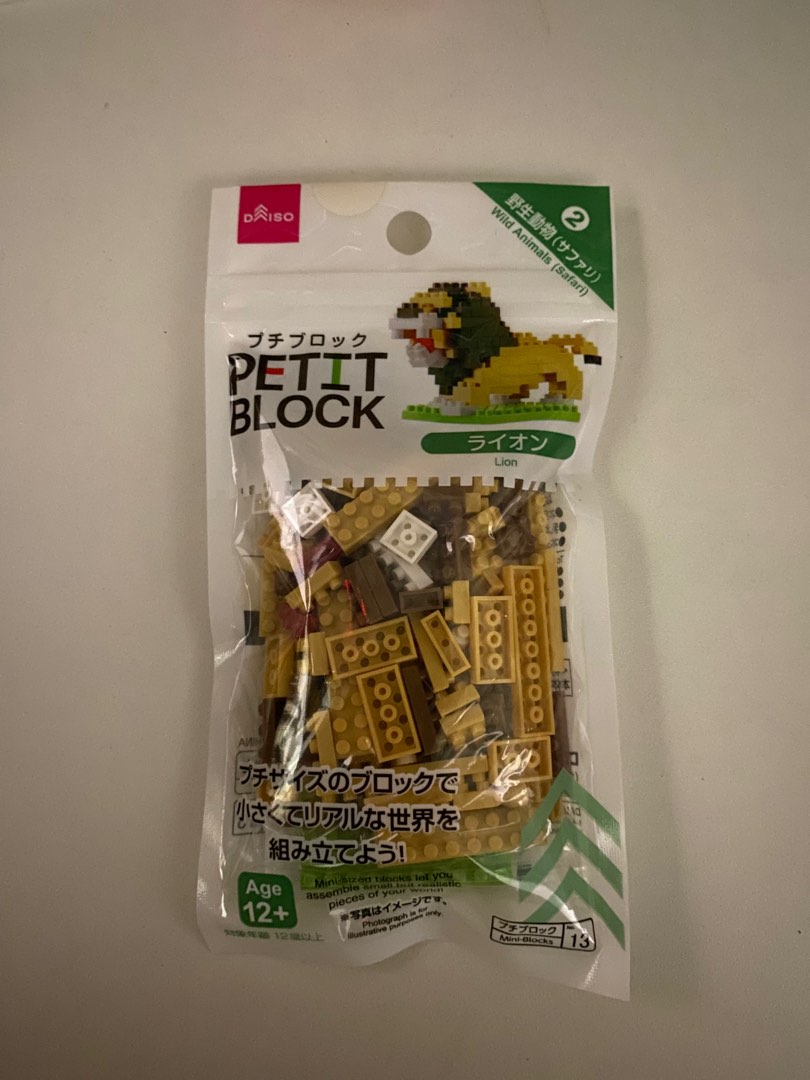 DAISO
2
野生動物(サファリ)
Wild Animals (Safari)
プチブロック
PETIT
BLOCK
ライオン
Lion
プチサイズのブロックで
小さくてリアルな世界を
組み立てよう!
Mini-sized blocks let you
assemble small but realistic
pieces of your world!
Age
12+
対象年齢 12歳以上
※写真はイメージです。
Photograph is for
illustrative purposes only.
プチブロック
Mini-Blocks
13